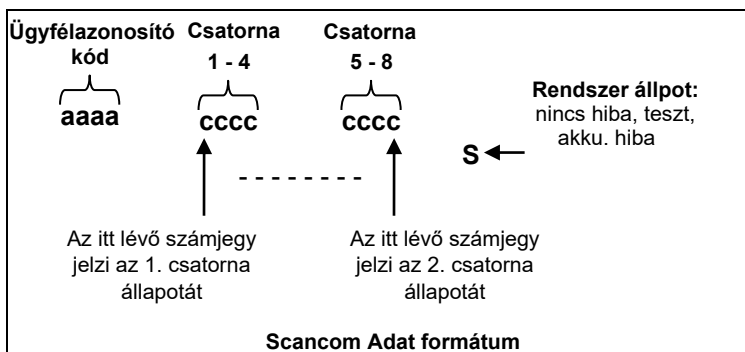 Ügyfélazonosító
kód
aaaa
Csatorna
1 - 4
cccc
Csatorna
5 - 8
cccc
Rendszer állpot:
nincs hiba, teszt,
akku. hiba
S
- - - - - - - -
Az itt lévő számjegy
jelzi az 1. csatorna
állapotát
Az itt lévő számjegy
jelzi az 2. csatorna
állapotát
Scancom Adat formátum